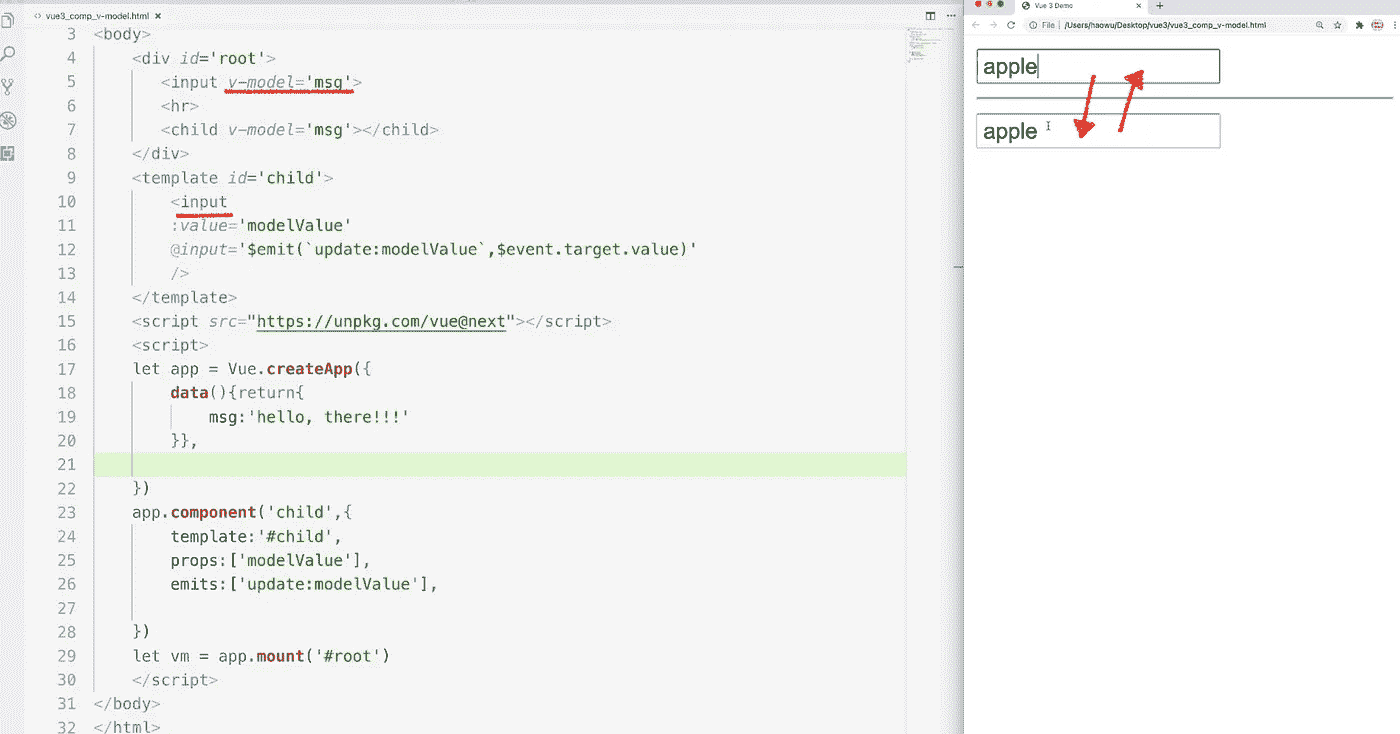 vue3_comp_v-model.html
3 <body>
4 <div id='root'>
5 <input v-model='msg'>
6 <hr>
7 <child v-model='msg'></child>
8 </div>
9 <template id='child'>
10 <input
11 :value='modelValue'
12 @input='$emit(`update:modelValue`,$event.target.value)'
13 />
14 </template>
15 <script src="https://unpkg.com/vue@next"></script>
16 <script>
17 let app = Vue.createApp({
18 data(){return{
19 msg:'hello, there!!!'
20 }},
21
22 })
23 app.component('child',{
24 template:'#child',
25 props:['modelValue'],
26 emits:['update:modelValue'],
27
28 })
29 let vm = app.mount('#root')
30 </script>
31 </body>
32 </html>
Vue 3 Demo
File /Users/haowu/Desktop/vue3/vue3_comp_v-model.html
apple
apple